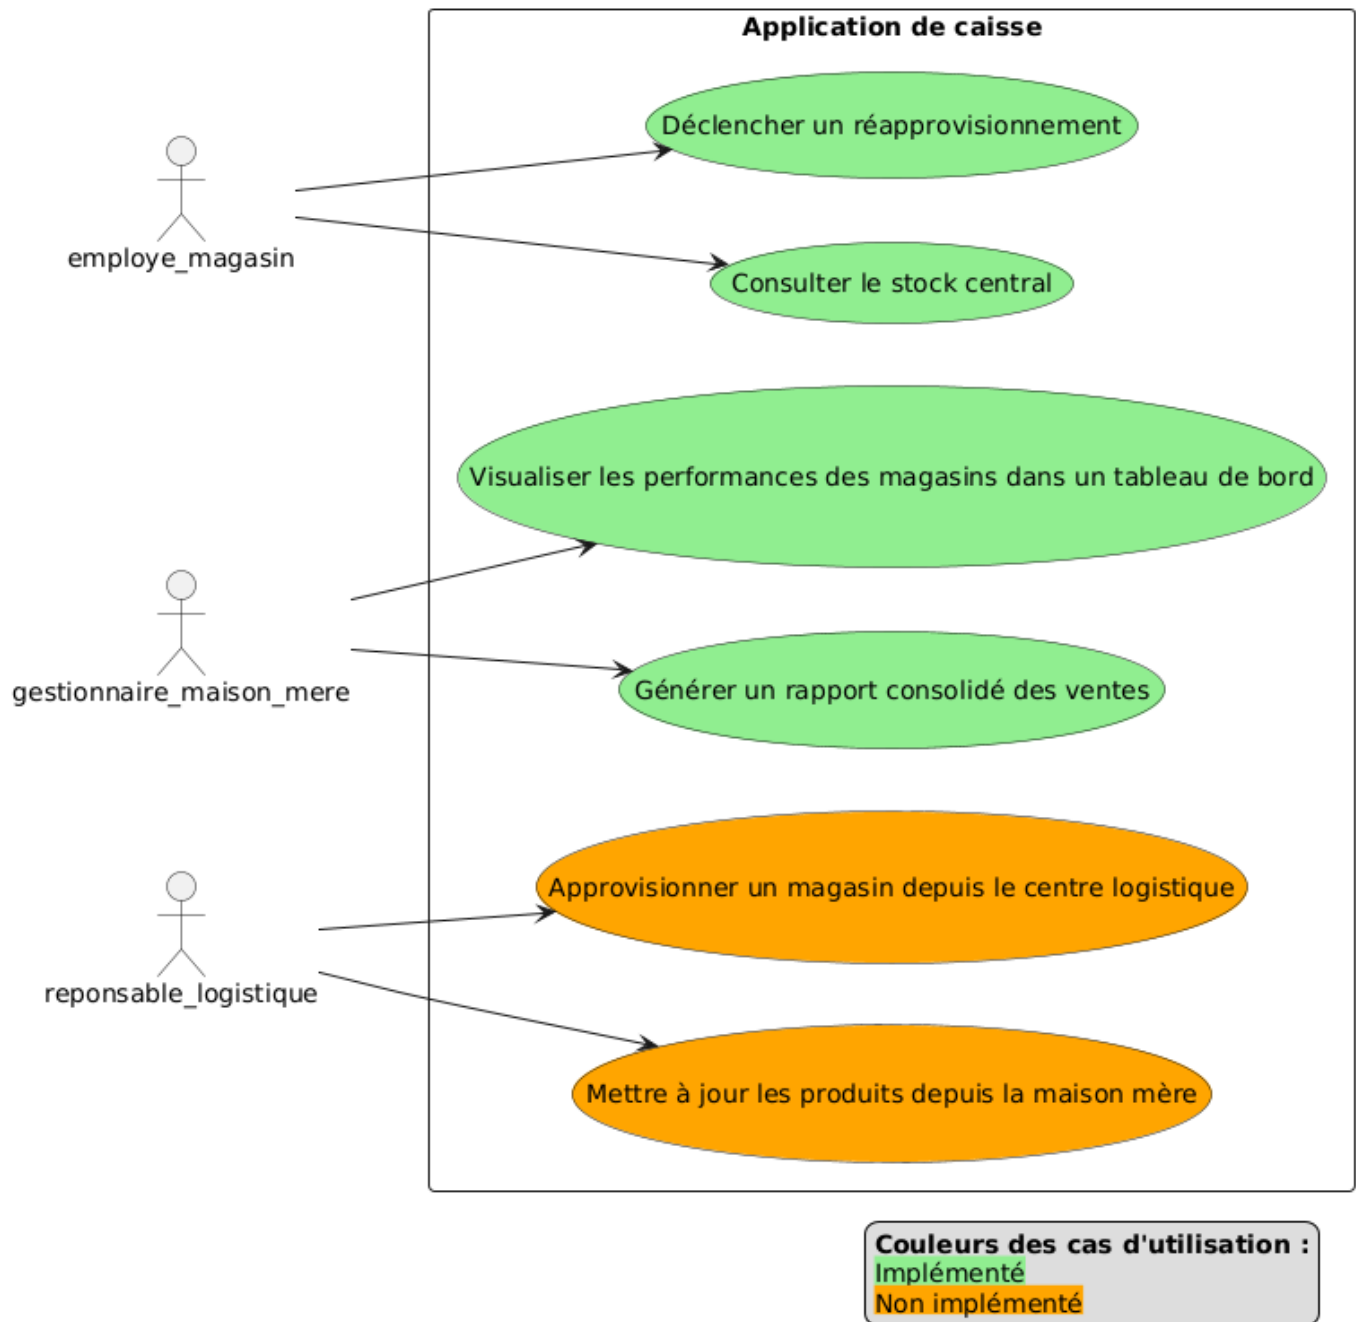 Application de caisse
Déclencher un réapprovisionnement
employe_magasin
Consulter le stock central
Visualiser les performances des magasins dans un tableau de bord
gestionnaire_maison_mere
Générer un rapport consolidé des ventes
Approvisionner un magasin depuis le centre logistique
reponsable_logistique
Mettre à jour les produits depuis la maison mère
Couleurs des cas d'utilisation :
Implémenté
Non implémenté